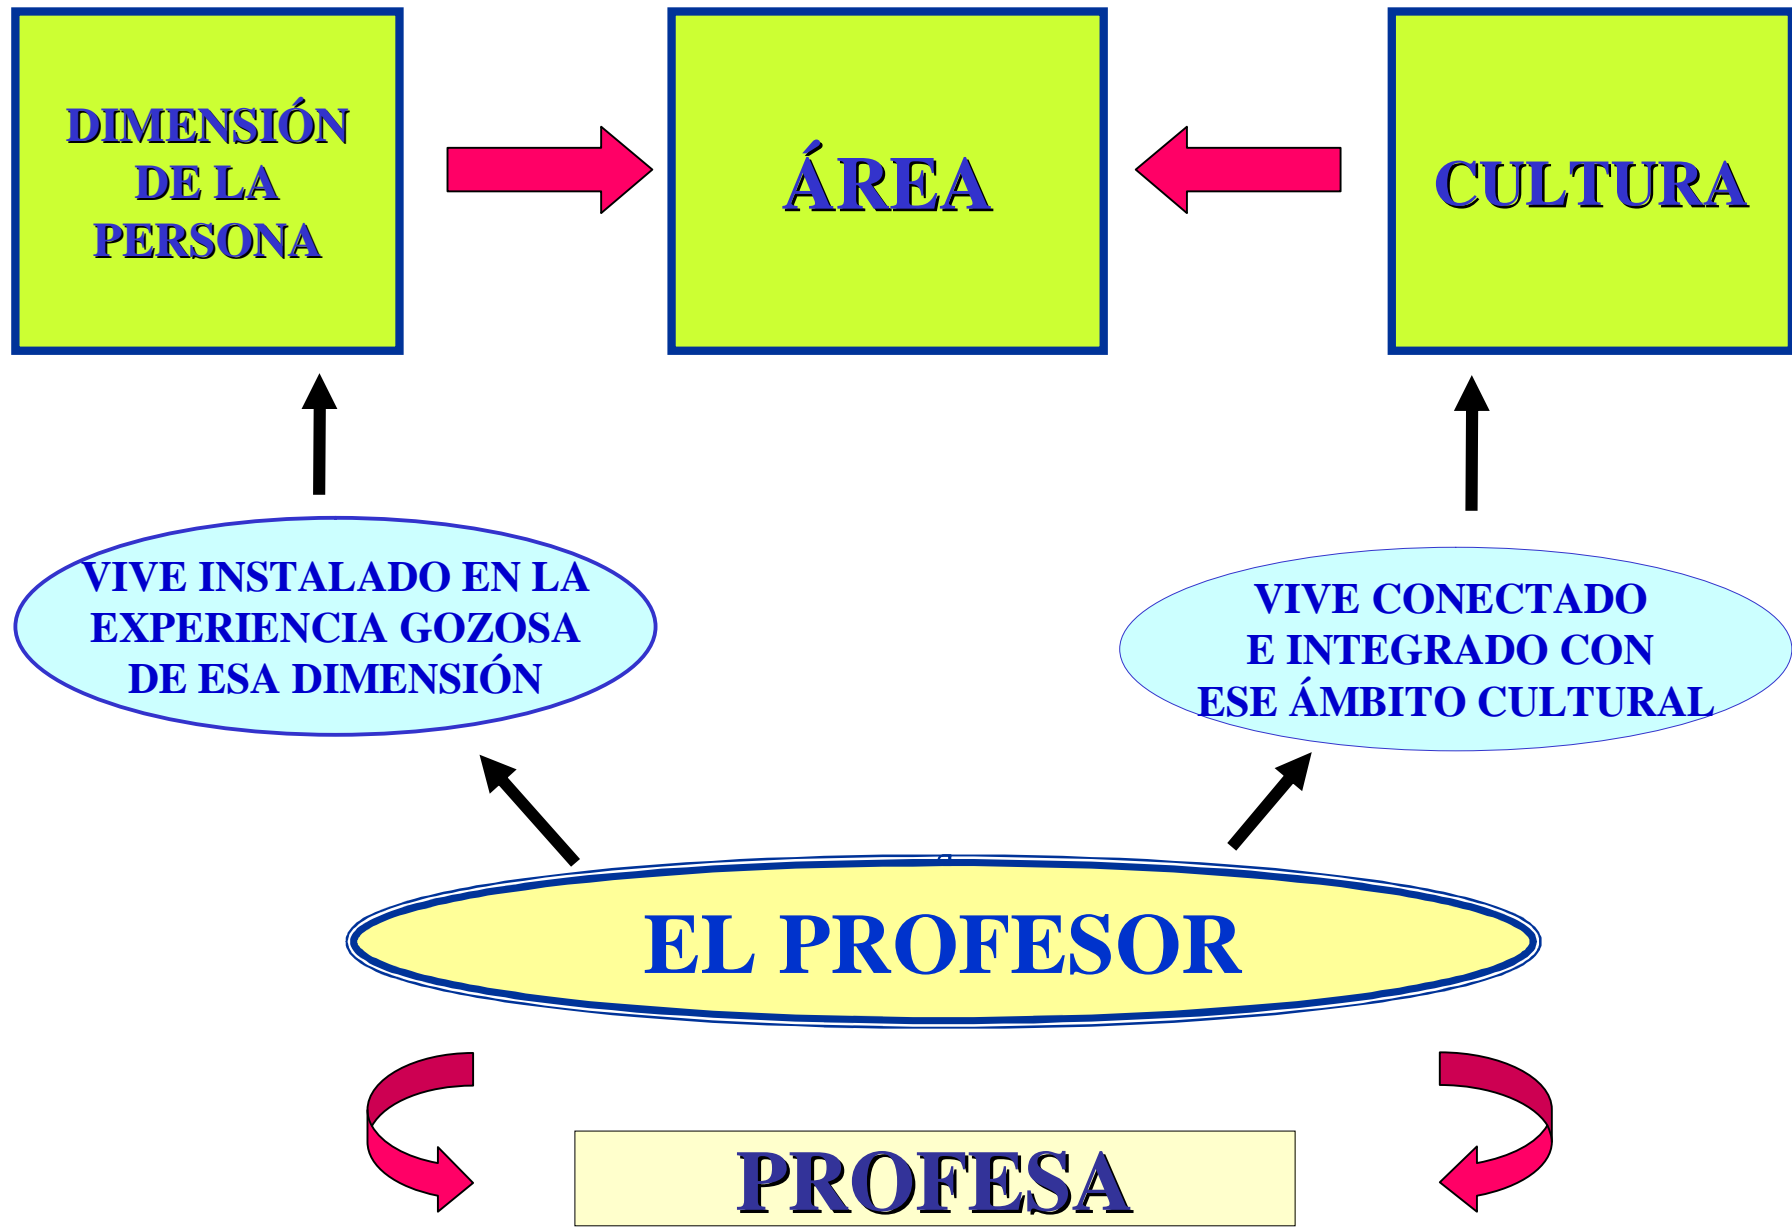 DIMENSIÓN
DE LA
PERSONA
ÁREA
CULTURA
VIVE INSTALADO EN LA
EXPERIENCIA GOZOSA
DE ESA DIMENSIÓN
VIVE CONECTADO
E INTEGRADO CON
ESE ÁMBITO CULTURAL
EL PROFESOR
PROFESA